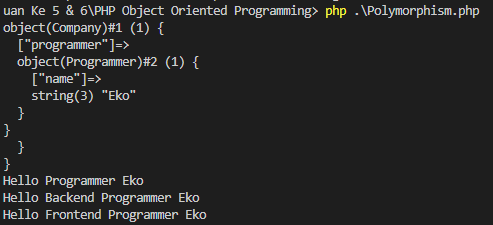 uan Ke 5 & 6\PHP Object Oriented Programming> php .\Polymorphism.php
object(Company)#1 (1) {
  ["programmer"]=>
  object(Programmer)#2 (1) {
    ["name"]=>
    string(3) "Eko"
  }
}
  }
}
Hello Programmer Eko
Hello Backend Programmer Eko
Hello Frontend Programmer Eko